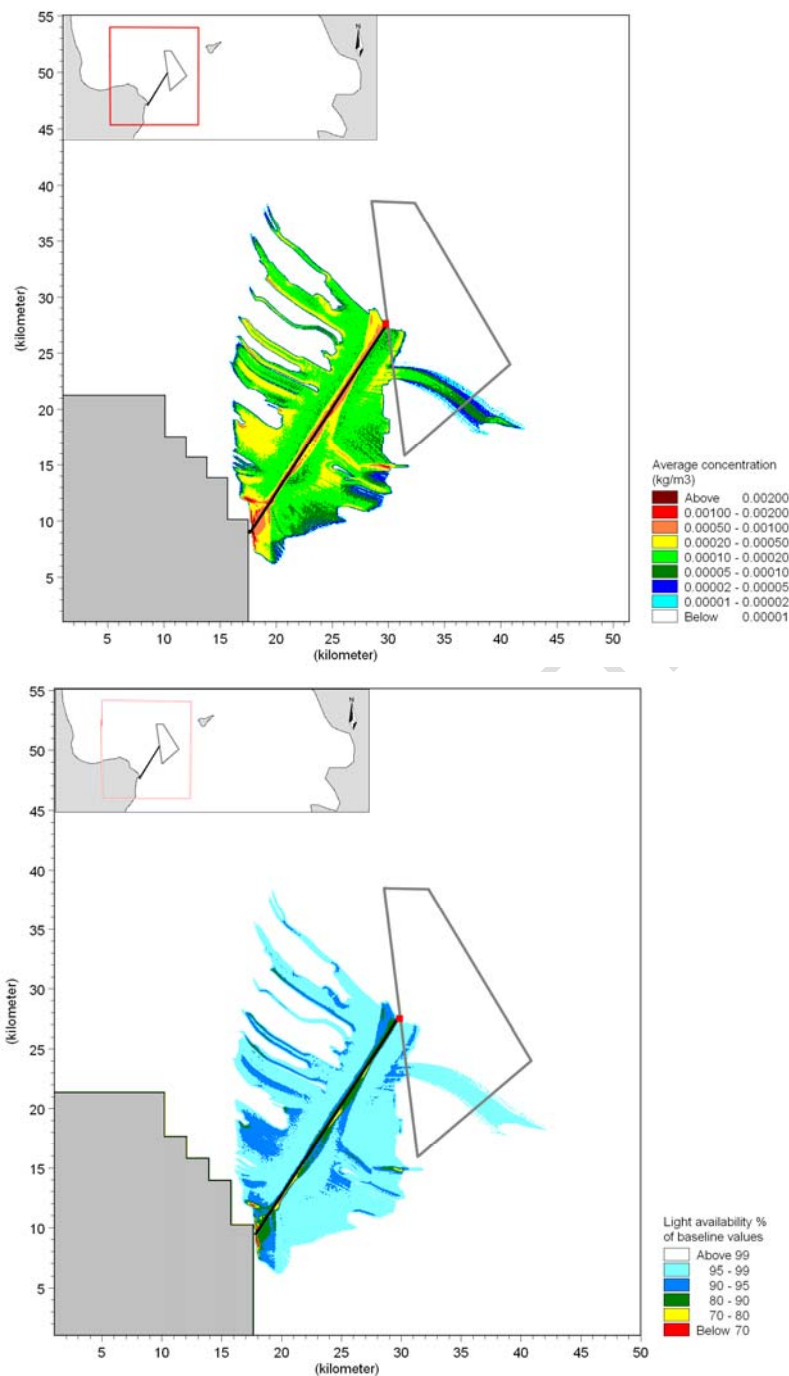 55
50
45
40
35
30
25
20
15
10
5
(kilometer)
N
5 10 15 20 25 30 35 40 45 50
(kilometer)
Average concentration
(kg/m3)
Above 0.00200
0.00100 - 0.00200
0.00050 - 0.00100
0.00020 - 0.00050
0.00010 - 0.00020
0.00005 - 0.00010
0.00002 - 0.00005
0.00001 - 0.00002
Below 0.00001
55
50
45
40
35
30
25
20
15
10
5
(kilometer)
N
5 10 15 20 25 30 35 40 45 50
(kilometer)
Light availability %
of baseline values
Above 99
95 - 99
90 - 95
80 - 90
70 - 80
Below 70